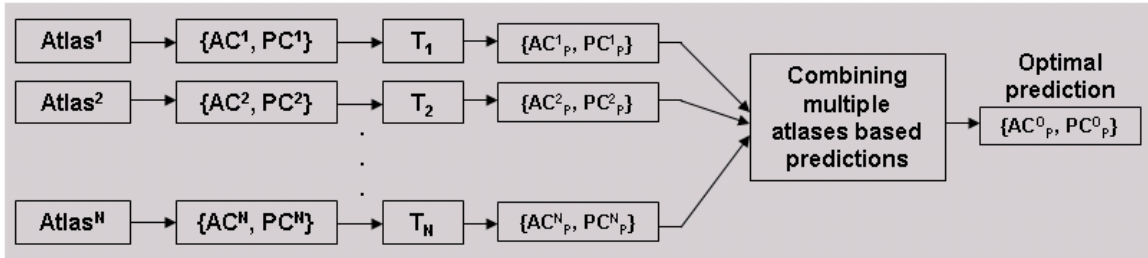 Atlas¹ {AC¹, PC¹} T₁ {AC¹ₚ, PC¹ₚ}
Atlas² {AC², PC²} T₂ {AC²ₚ, PC²ₚ}
.
.
.
Atlasᴺ {ACᴺ, PCᴺ} T_N {ACᴺₚ, PCᴺₚ}
Combining
multiple
atlases based
predictions
Optimal
prediction
{AC⁰ₚ, PC⁰ₚ}